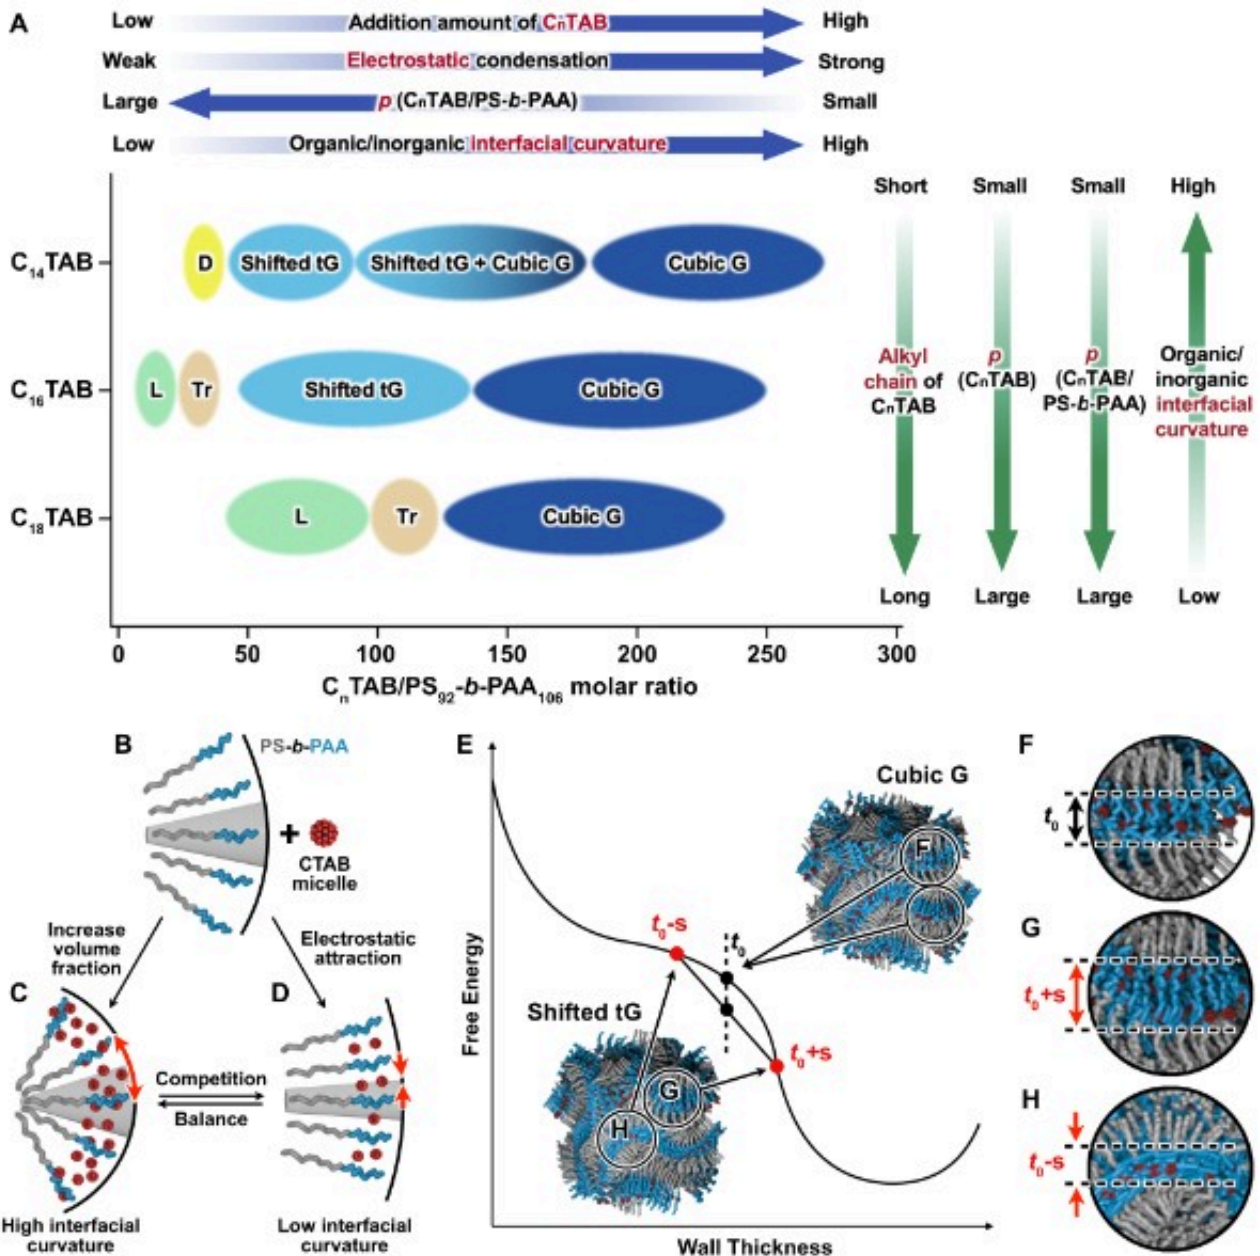 A
Low Addition amount of CnTAB High
Weak Electrostatic condensation Strong
Large p (CnTAB/PS-b-PAA) Small
Low Organic/inorganic interfacial curvature High
Short Small Small High
C14TAB D Shifted tG Shifted tG + Cubic G Cubic G
C16TAB L Tr Shifted tG Cubic G
C18TAB L Tr Cubic G
Alkyl
chain of
CnTAB
p
(CnTAB)
p
(CnTAB/
PS-b-PAA)
Organic/
inorganic
interfacial
curvature
Long Large Large Low
0 50 100 150 200 250 300
CnTAB/PS92-b-PAA106 molar ratio
B
PS-b-PAA
+
CTAB
micelle
Increase
volume
fraction
Electrostatic
attraction
C
D
Competition
Balance
High interfacial
curvature
Low interfacial
curvature
E
Free Energy
Cubic G
F
t0-s
t0
Shifted tG
G
H
t0+s
Wall Thickness
F
t0
G
t0+s
H
t0-s